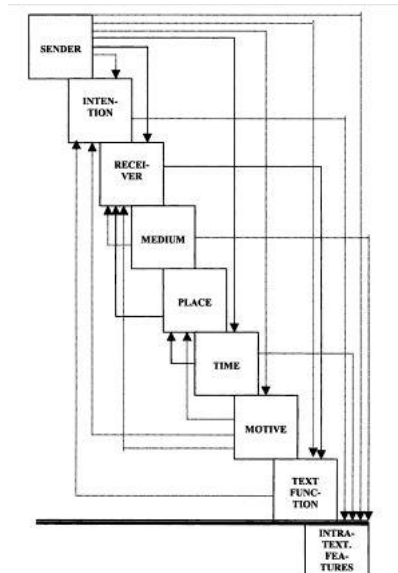 SENDER
INTEN-
TION
RECEI-
VER
MEDIUM
PLACE
TIME
MOTIVE
TEXT
FUNC-
TION
INTRA-
TEXT.
FEA-
TURES